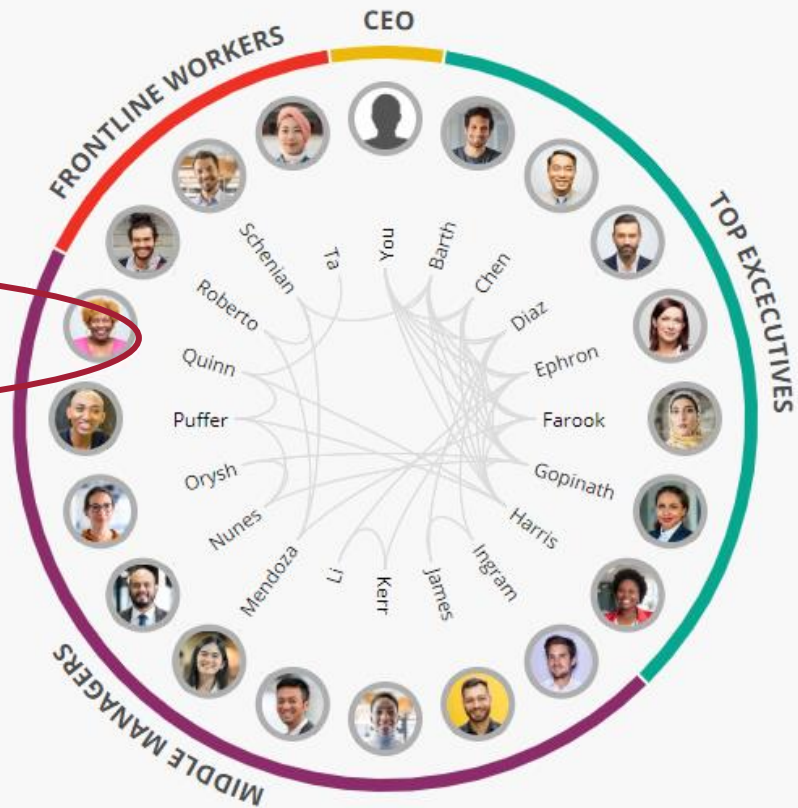 CEO
TOP EXCECUTIVES
MIDDLE MANAGERS
FRONTLINE WORKERS
You
Barth
Chen
Diaz
Ephron
Farook
Gopinath
Harris
Ingram
James
Kerr
Li
Mendoza
Nunes
Orysh
Puffer
Quinn
Roberto
Schenian
Ta